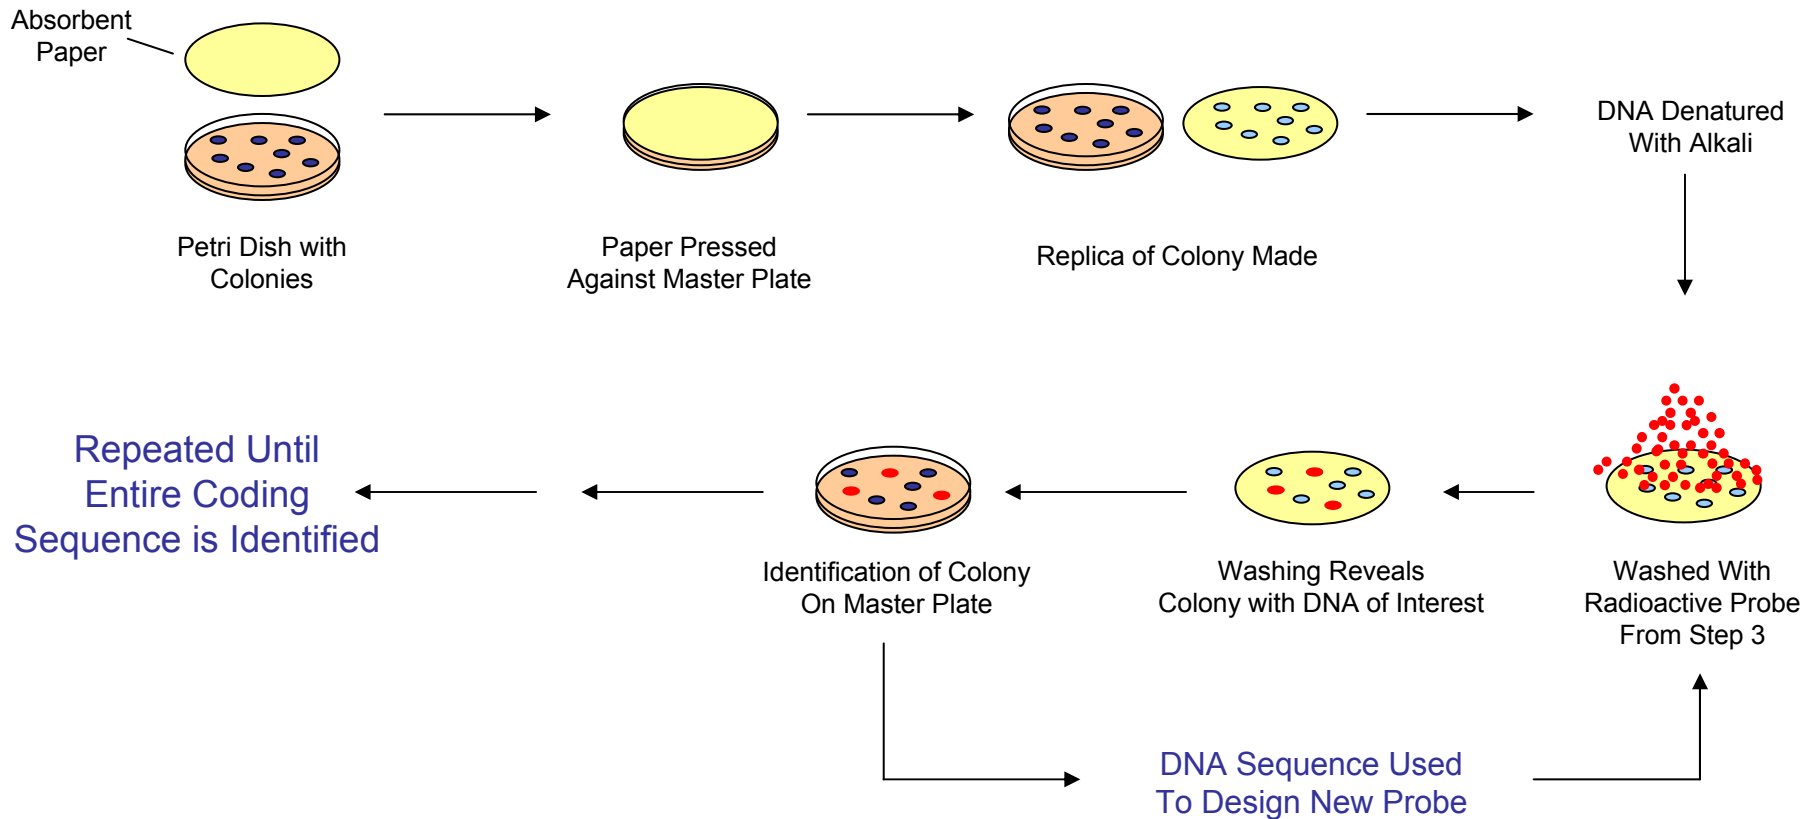 Absorbent
Paper
Petri Dish with
Colonies
Paper Pressed
Against Master Plate
Replica of Colony Made
DNA Denatured
With Alkali
Washed With
Radioactive Probe
From Step 3
Washing Reveals
Colony with DNA of Interest
Identification of Colony
On Master Plate
Repeated Until
Entire Coding
Sequence is Identified
DNA Sequence Used
To Design New Probe